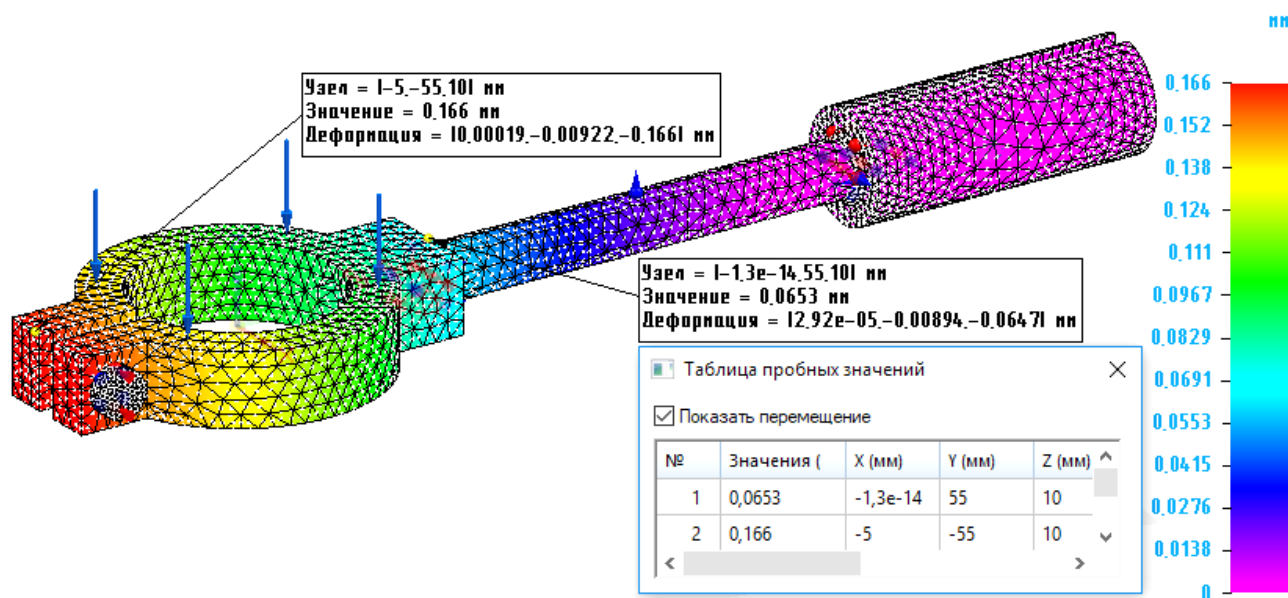 мм
Узел = |-5,-55,10| мм
Значение = 0,166 мм
Деформация = |0,00019,-0,00922,-0,166| мм
Узел = |-1,3e-14,55,10| мм
Значение = 0,0653 мм
Деформация = |2,92e-05,-0,00894,-0,0647| мм
Таблица пробных значений
Показать перемещение
№ Значения ( X (мм) Y (мм) Z (мм)
1 0,0653 -1,3e-14 55 10
2 0,166 -5 -55 10
0,166
0,152
0,138
0,124
0,111
0,0967
0,0829
0,0691
0,0553
0,0415
0,0276
0,0138
0